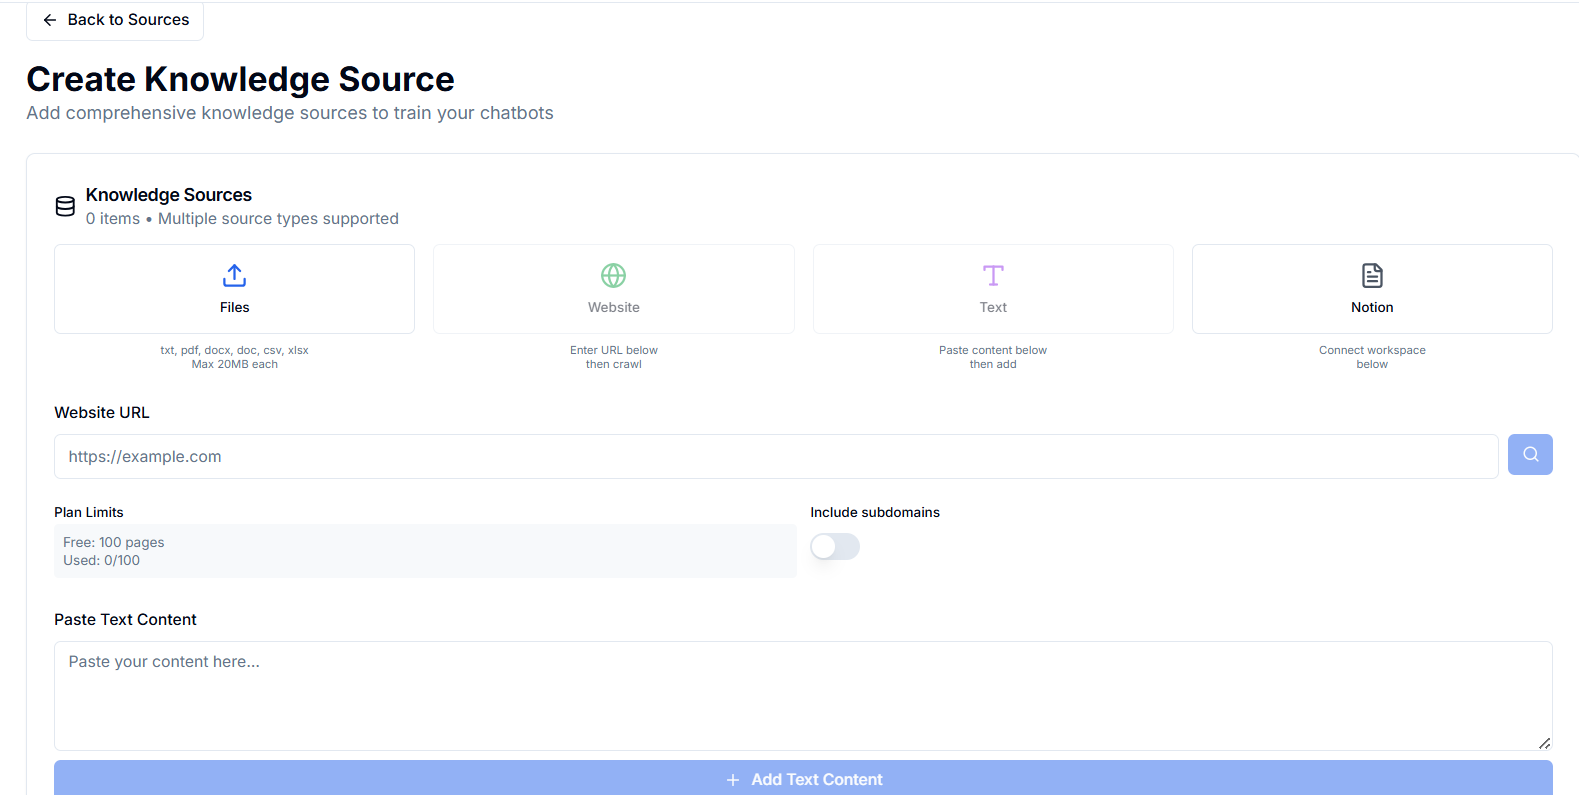 Back to Sources
Create Knowledge Source
Add comprehensive knowledge sources to train your chatbots
Knowledge Sources
0 items • Multiple source types supported
Files
Website
Text
Notion
txt, pdf, docx, doc, csv, xlsx
Max 20MB each
Enter URL below
then crawl
Paste content below
then add
Connect workspace
below
Website URL
https://example.com
Plan Limits
Include subdomains
Free: 100 pages
Used: 0/100
Paste Text Content
Paste your content here...
Add Text Content